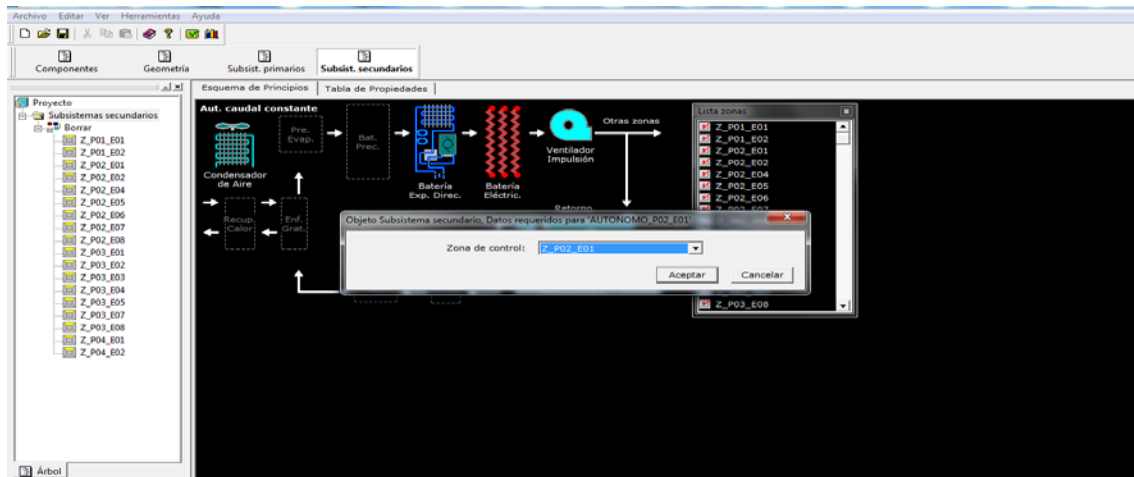 Archivo Editar Ver Herramientas Ayuda
Componentes Geometría Subsist. primarios Subsist. secundarios
Esquema de Principios Tabla de Propiedades
Proyecto
Subsistemas secundarios
Borrar
Z_P01_E01
Z_P01_E02
Z_P02_E01
Z_P02_E02
Z_P02_E04
Z_P02_E05
Z_P02_E06
Z_P02_E07
Z_P02_E08
Z_P03_E01
Z_P03_E02
Z_P03_E03
Z_P03_E04
Z_P03_E05
Z_P03_E07
Z_P03_E08
Z_P04_E01
Z_P04_E02
Árbol
Aut. caudal constante
Condensador
de Aire
Pre.
Evap.
Bat.
Prec.
Batería
Exp. Direc.
Batería
Eléctric.
Ventilador
Impulsión
Otras zonas
Retorno
Recup.
Calor
Enf.
Grat.
Lista zonas
Z_P01_E01
Z_P01_E02
Z_P02_E01
Z_P02_E02
Z_P02_E04
Z_P02_E05
Z_P02_E06
Z_P02_E07
Z_P03_E08
Objeto Subsistema secundario, Datos requeridos para 'AUTONOMO_P02_E01'
Zona de control: Z_P02_E01
Aceptar Cancelar